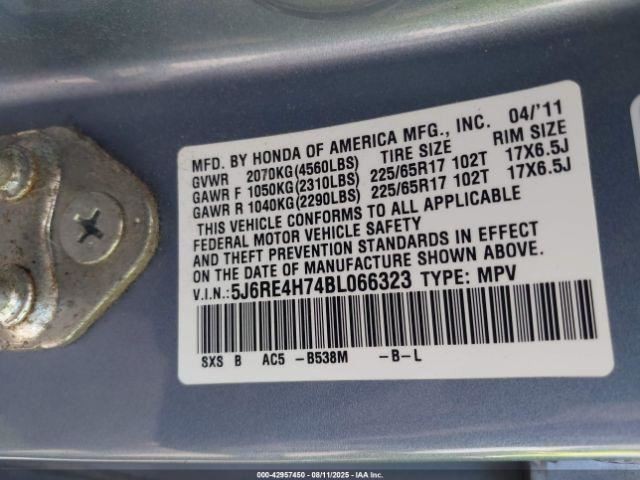 MFD. BY HONDA OF AMERICA MFG., INC. 04/'11
GVWR 2070KG(4560LBS) TIRE SIZE RIM SIZE
GAWR F 1050KG(2310LBS) 225/65R17 102T 17X6.5J
GAWR R 1040KG(2290LBS) 225/65R17 102T 17X6.5J
THIS VEHICLE CONFORMS TO ALL APPLICABLE
FEDERAL MOTOR VEHICLE SAFETY
AND THEFT PREVENTION STANDARDS IN EFFECT
ON THE DATE OF MANUFACTURE SHOWN ABOVE.
V.I.N.: 5J6RE4H74BL066323 TYPE: MPV
SXS B AC5 -B538M -B-L
000-42957450 - 08/11/2025 - IAA, Inc.